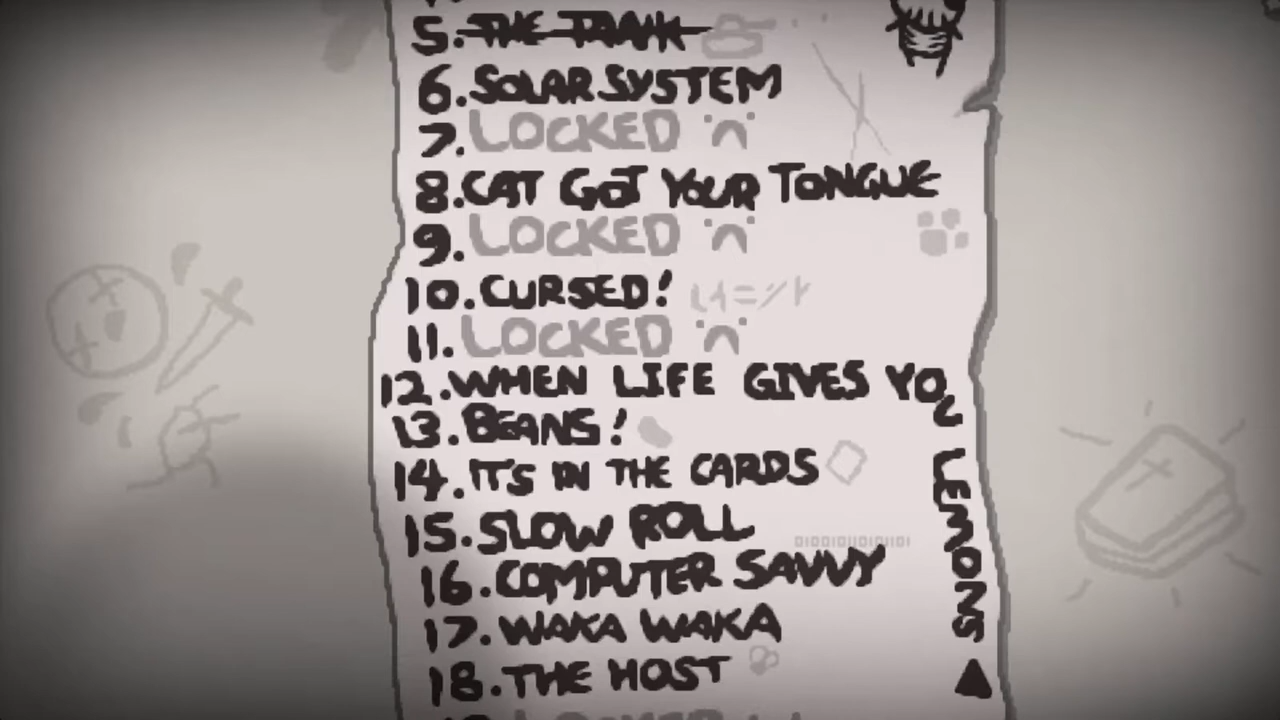 5. THE TANK
6. SOLAR SYSTEM
7. LOCKED
8. CAT GOT YOUR TONGUE
9. LOCKED
10. CURSED!
11. LOCKED
12. WHEN LIFE GIVES YOU LEMONS
13. BEANS!
14. IT'S IN THE CARDS
15. SLOW ROLL
0101010110101101
16. COMPUTER SAVVY
17. WAKA WAKA
18. THE HOST
LOCKED